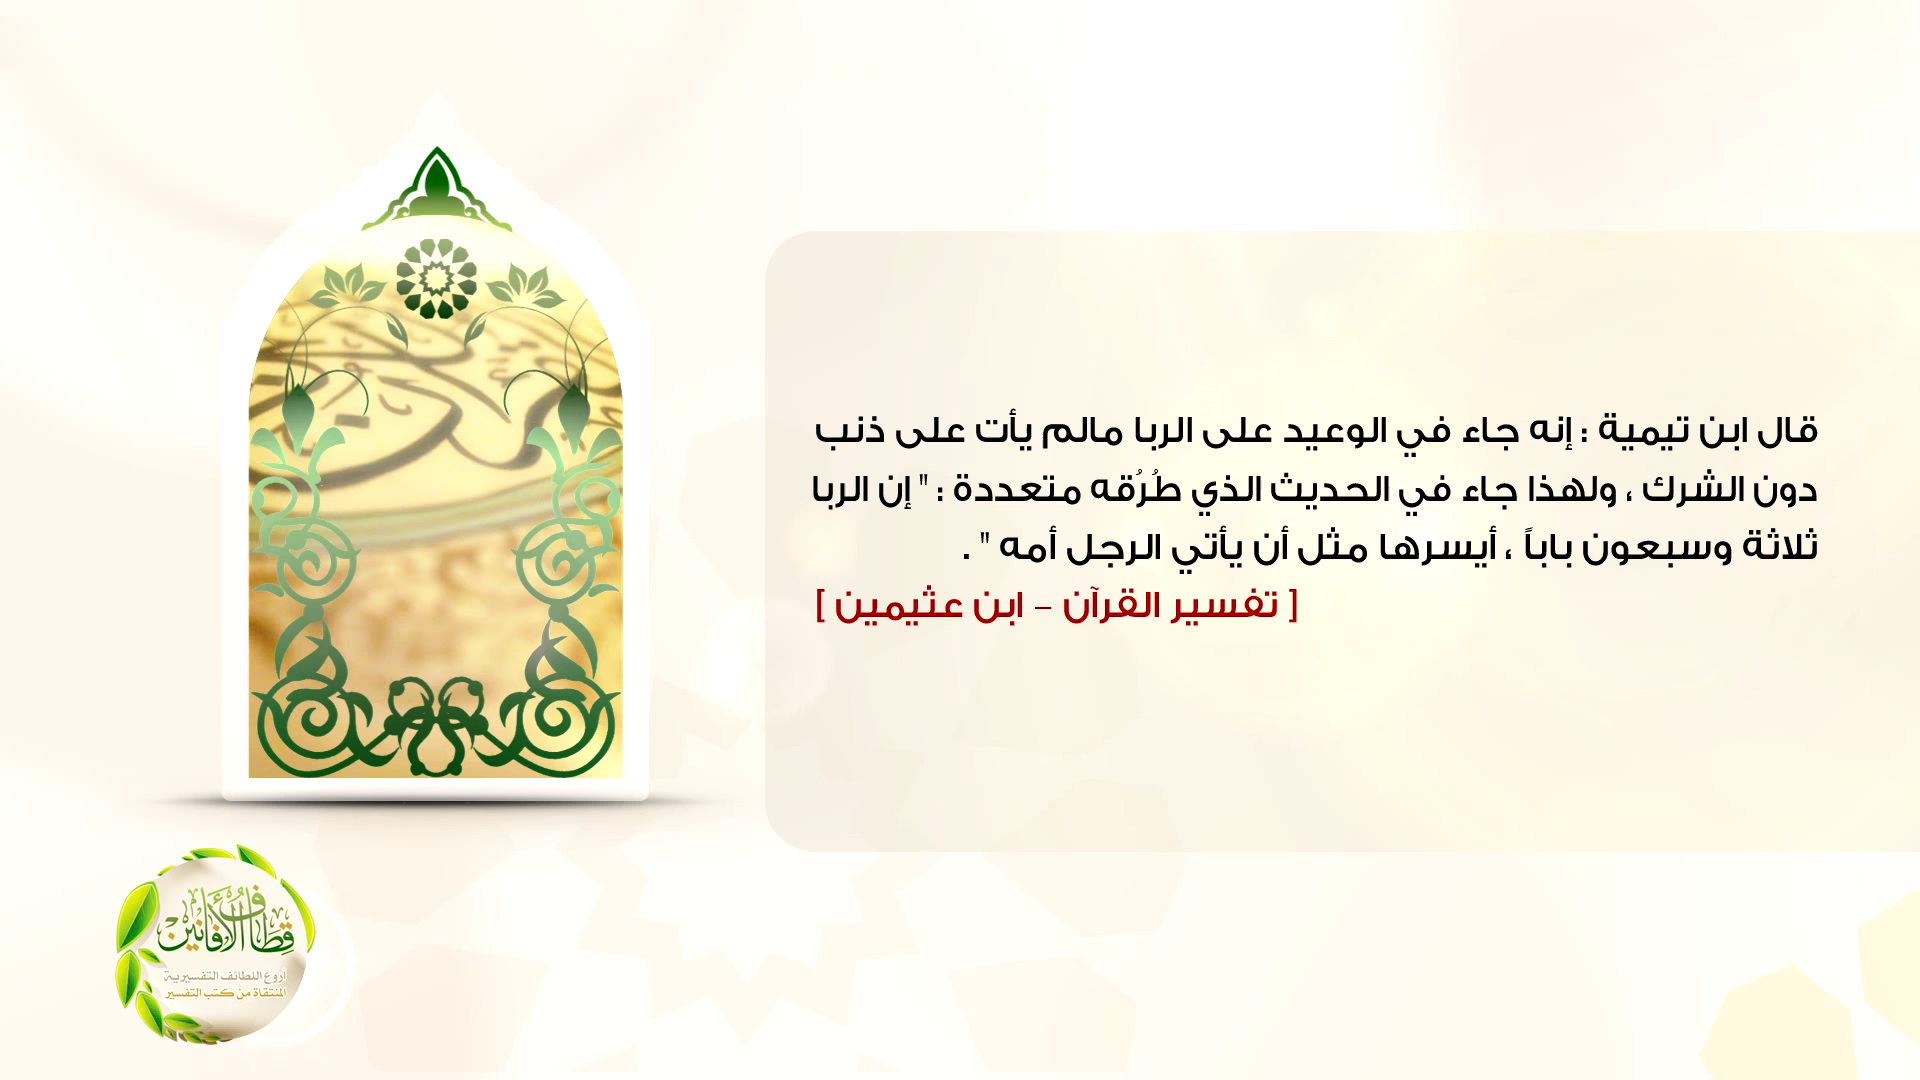 قال ابن تيمية : إنه جاء في الوعيد على الربا مالم يأت على ذنب
دون الشرك ، ولهذا جاء في الحديث الذي طُرُقه متعددة : " إن الربا
ثلاثة وسبعون باباً ، أيسرها مثل أن يأتي الرجل أمه " .
[ تفسير القرآن – ابن عثيمين ]
قطاف الأفانين
أروع اللطائف التفسيرية
المنتقاة من كتب التفسير